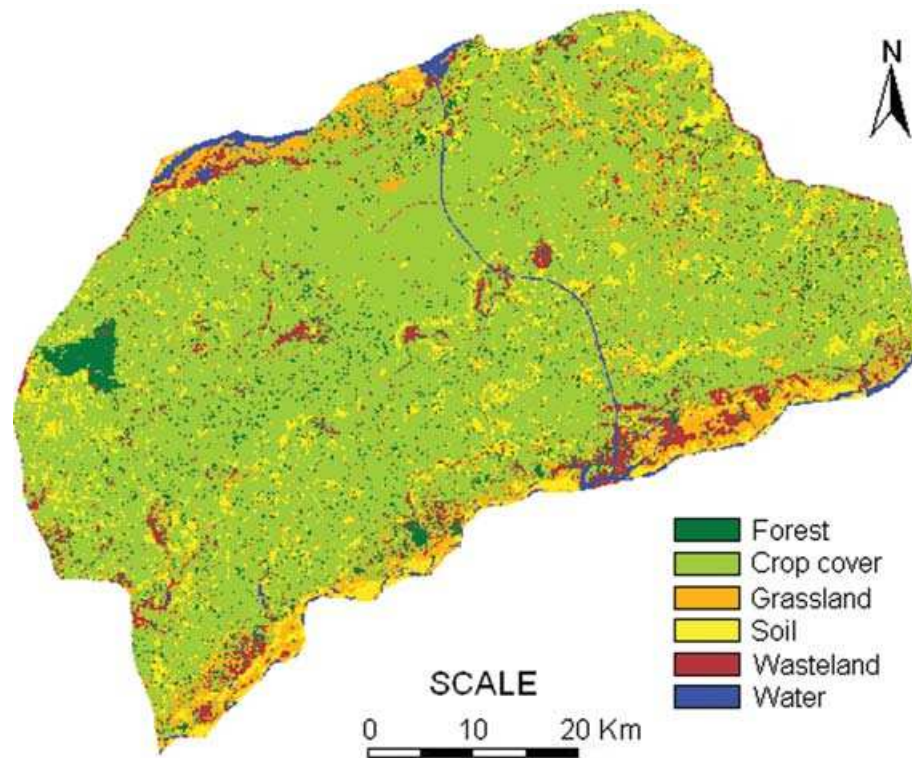 N
Forest
Crop cover
Grassland
Soil
Wasteland
Water
SCALE
0 10 20 Km